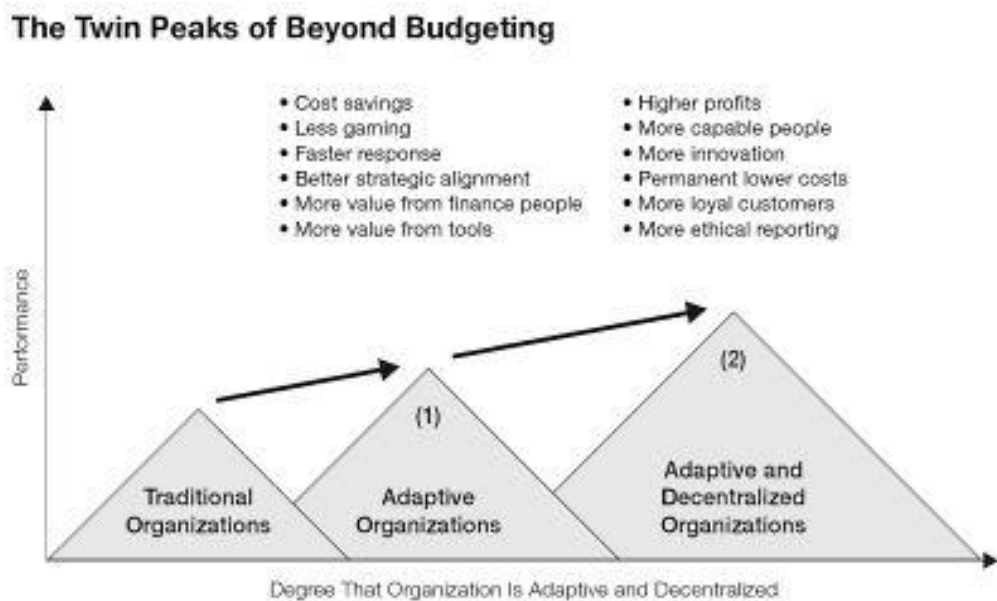 The Twin Peaks of Beyond Budgeting
• Cost savings
• Less gaming
• Faster response
• Better strategic alignment
• More value from finance people
• More value from tools
• Higher profits
• More capable people
• More innovation
• Permanent lower costs
• More loyal customers
• More ethical reporting
Performance
(1)
(2)
Traditional
Organizations
Adaptive
Organizations
Adaptive and
Decentralized
Organizations
Degree That Organization Is Adaptive and Decentralized